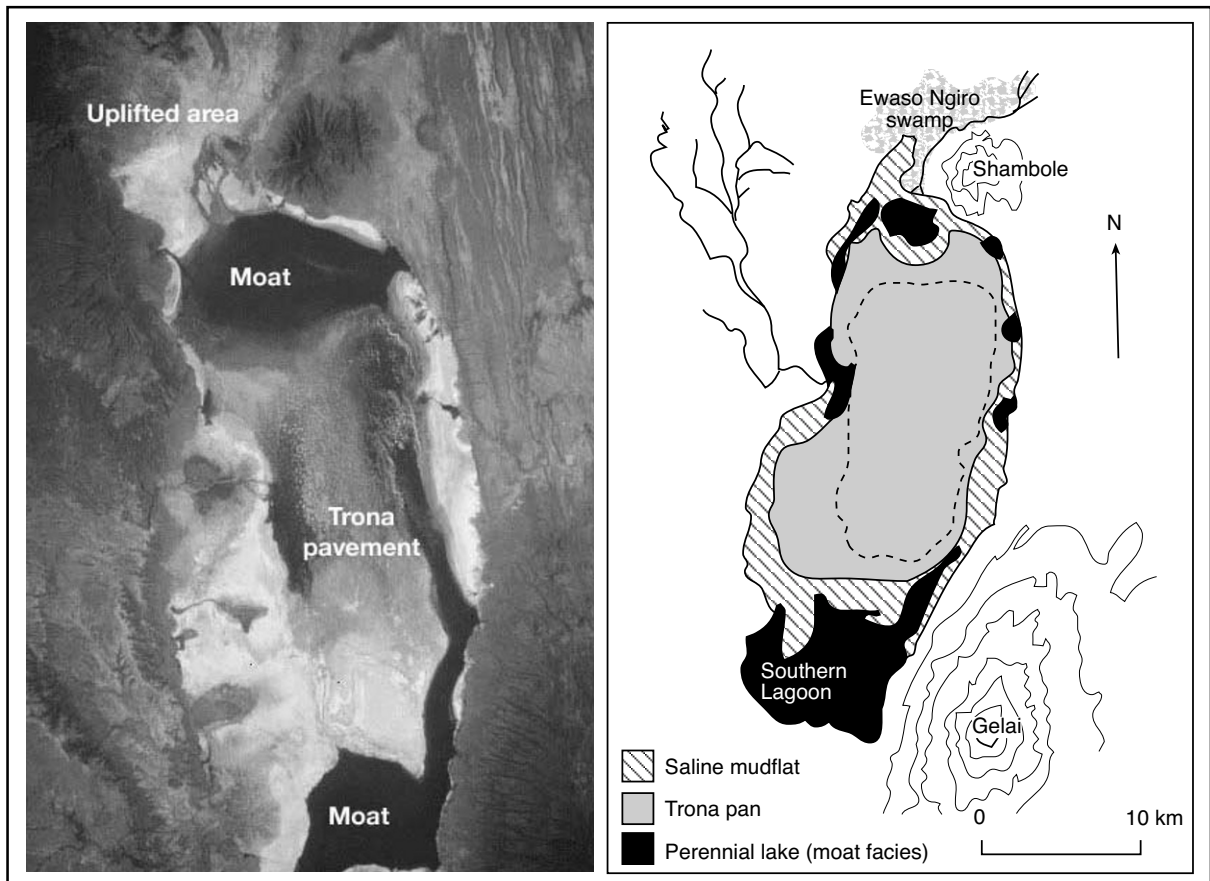 Uplifted area
Moat
Trona
pavement
Moat
Ewaso Ngiro
swamp
Shambole
N
Southern
Lagoon
Gelai
Saline mudflat
Trona pan
Perennial lake (moat facies)
0 10 km